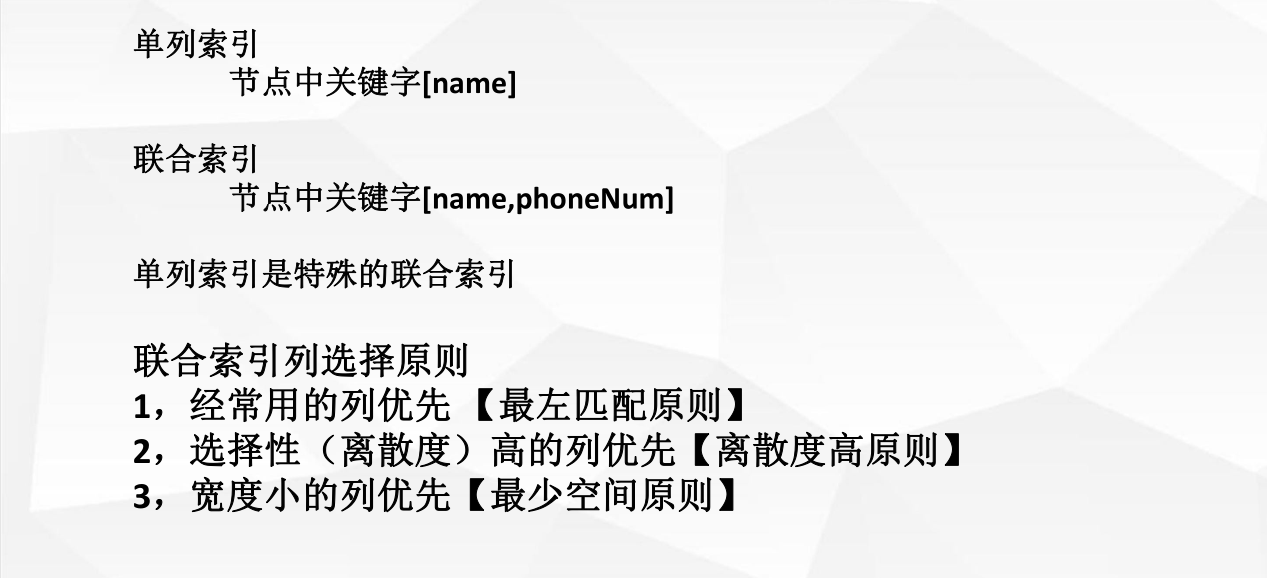 单列索引
节点中关键字[name]
联合索引
节点中关键字[name,phoneNum]
单列索引是特殊的联合索引
联合索引列选择原则
1，经常用的列优先 【最左匹配原则】
2，选择性（离散度）高的列优先【离散度高原则】
3，宽度小的列优先【最少空间原则】